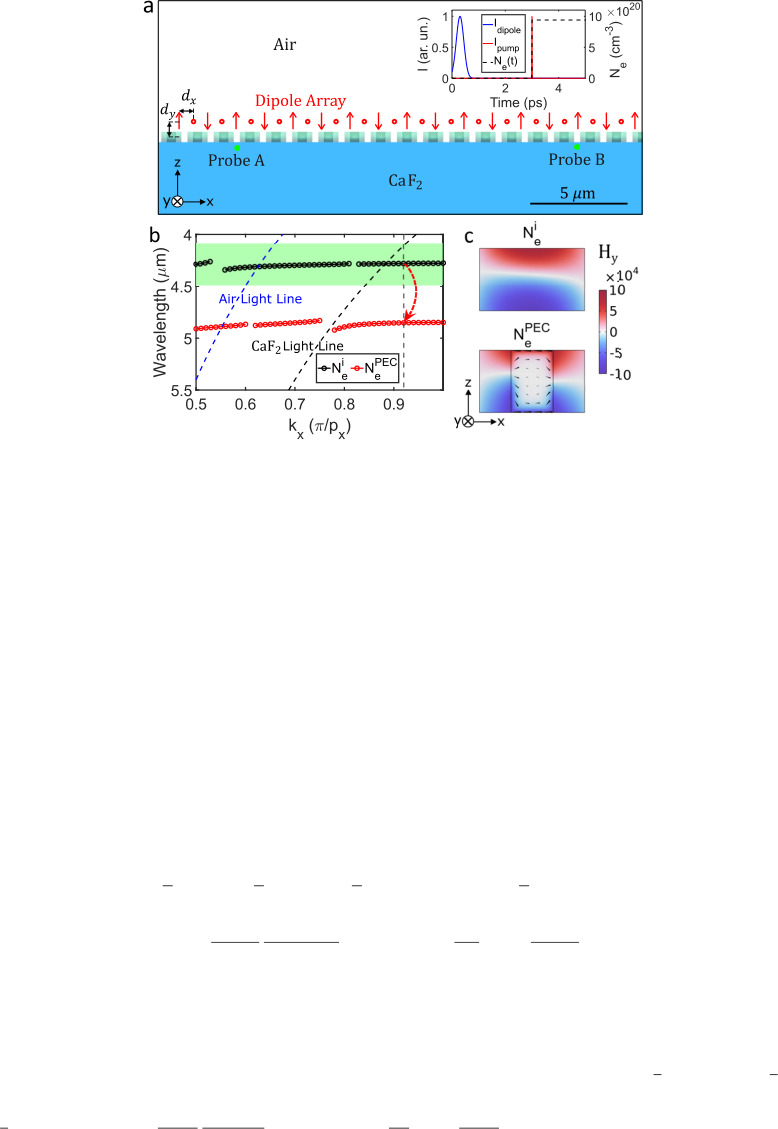 a
Air
I (ar. un.)
1
0.5
0
I_dipole
I_pump
N_e(t)
×10^20
10
5
0
N_e (cm^-3)
0 2 4
Time (ps)
d_x
d_y
Dipole Array
Probe A
Probe B
CaF_2
z
y x
5 μm
b
Wavelength (μm)
4
4.5
5
5.5
Air Light Line
CaF_2 Light Line
N_e^i N_e^PEC
0.5 0.6 0.7 0.8 0.9
k_x (π/p_x)
c
N_e^i
H_y
×10^4
10
5
0
-5
-10
N_e^PEC
z
y x